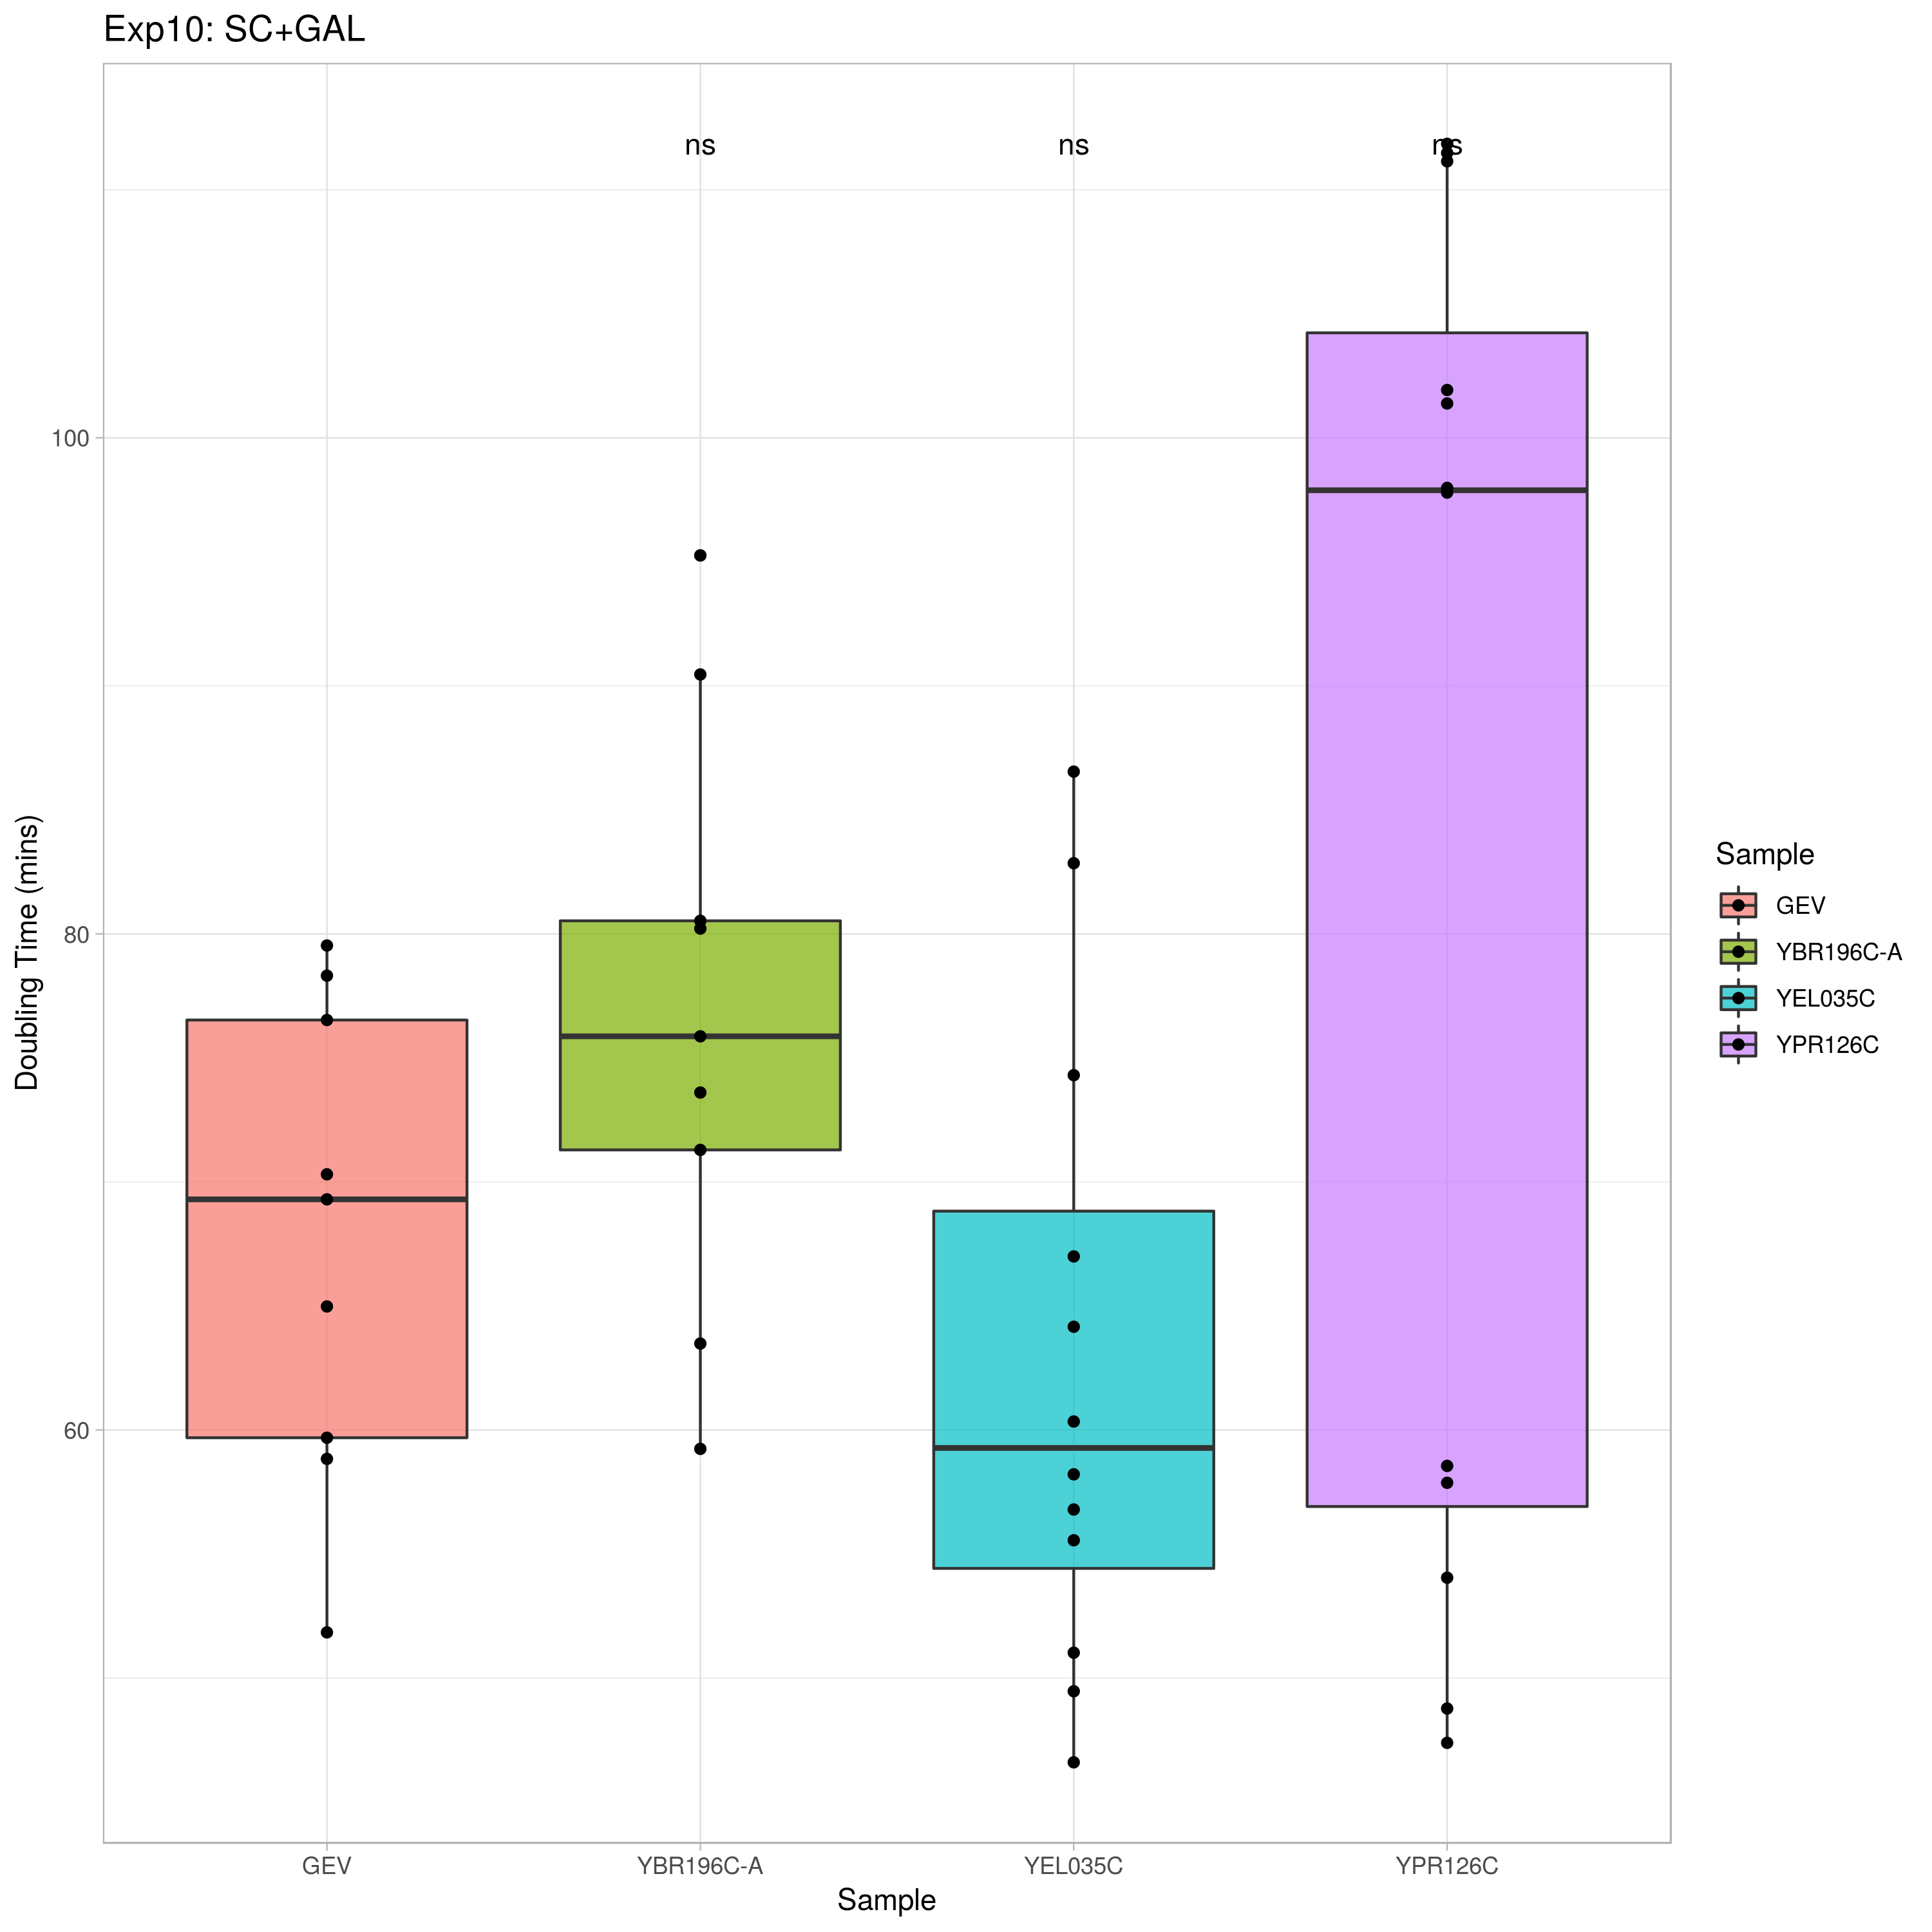 Exp10: SC+GAL
ns
ns
ns
100
80
60
Doubling Time (mins)
GEV
YBR196C-A
YEL035C
YPR126C
Sample
Sample
GEV
YBR196C-A
YEL035C
YPR126C